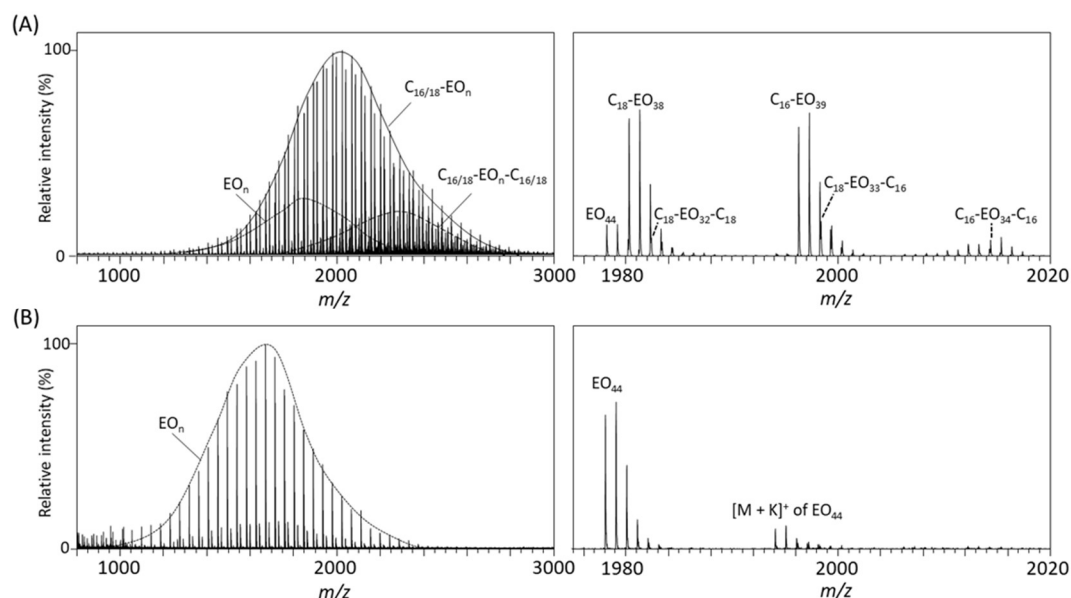 (A)
Relative intensity (%)
100
0
C16/18-EOn
C16/18-EOn-C16/18
EOn
1000
2000
3000
m/z
C18-EO38
C16-EO39
C18-EO33-C16
EO44
C18-EO32-C18
C16-EO34-C16
1980
2000
2020
m/z
(B)
Relative intensity (%)
100
0
EOn
1000
2000
3000
m/z
EO44
[M + K]+ of EO44
1980
2000
2020
m/z